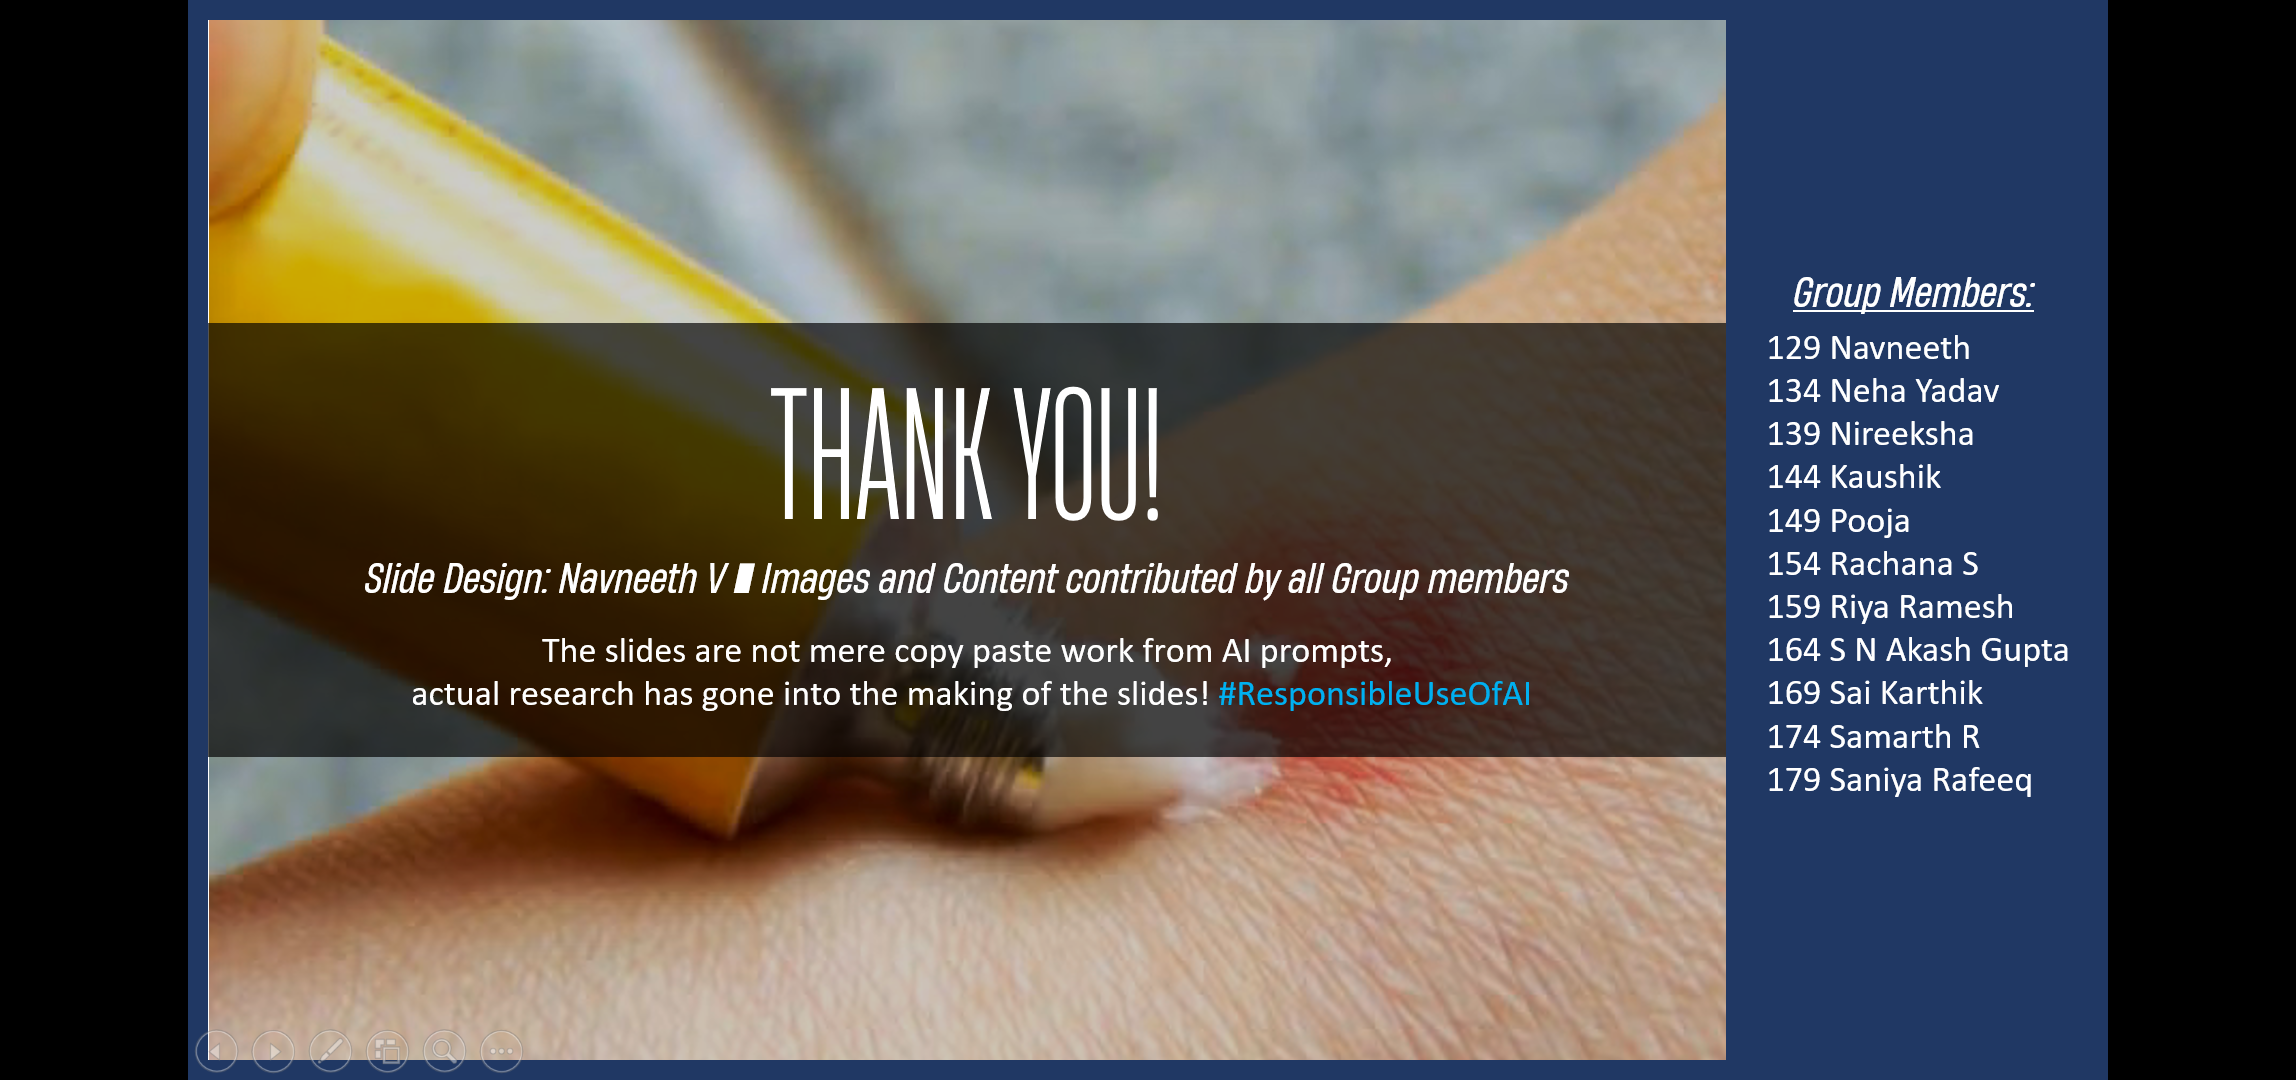 THANK YOU!
Slide Design: Navneeth V ▮ Images and Content contributed by all Group members
The slides are not mere copy paste work from AI prompts,
actual research has gone into the making of the slides! #ResponsibleUseOfAI
Group Members:
129 Navneeth
134 Neha Yadav
139 Nireeksha
144 Kaushik
149 Pooja
154 Rachana S
159 Riya Ramesh
164 S N Akash Gupta
169 Sai Karthik
174 Samarth R
179 Saniya Rafeeq